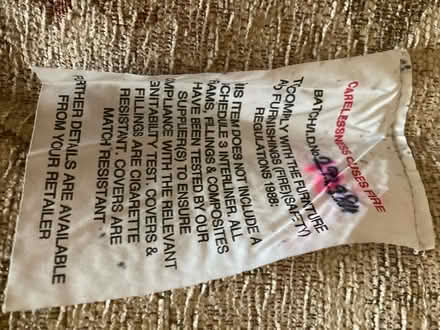 CARELESSNESS CAUSES FIRE
BATCH/ID No
TO COMPLY WITH THE FURNITURE
AND FURNISHINGS (FIRE)(SAFETY)
REGULATIONS 1988:
THIS ITEM DOES NOT INCLUDE A
SCHEDULE 3 INTERLINER. ALL
FOAMS, FILLINGS & COMPOSITES
HAVE BEEN TESTED BY OUR
SUPPLIER(S) TO ENSURE
COMPLIANCE WITH THE RELEVANT
IGNITABILITY TEST. COVERS &
FILLINGS ARE CIGARETTE
RESISTANT. COVERS ARE
MATCH RESISTANT
FURTHER DETAILS ARE AVAILABLE
FROM YOUR RETAILER